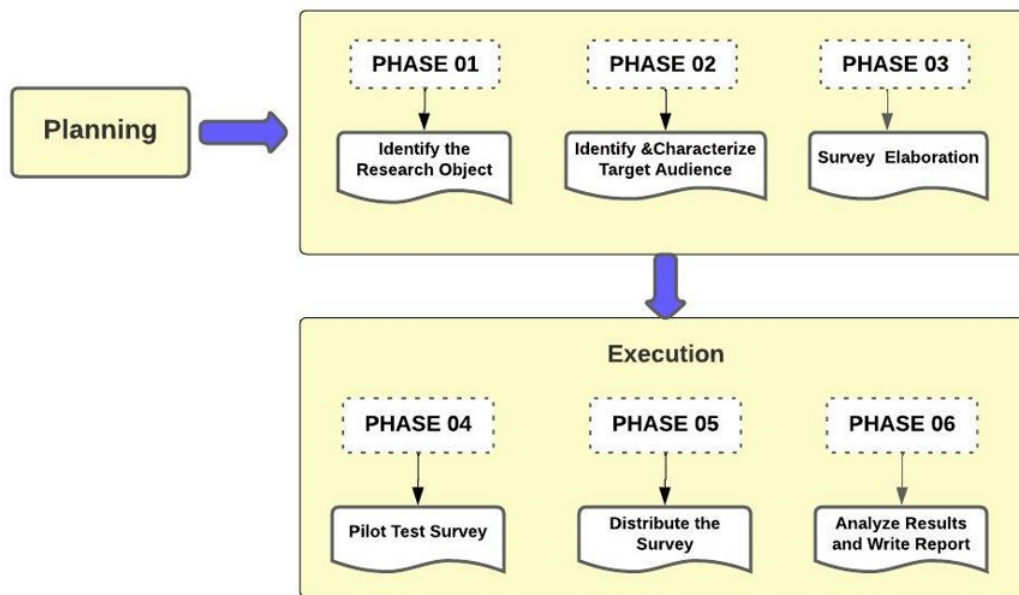 Planning
PHASE 01
PHASE 02
PHASE 03
Identify the
Research Object
Identify &Characterize
Target Audience
Survey Elaboration
Execution
PHASE 04
PHASE 05
PHASE 06
Pilot Test Survey
Distribute the
Survey
Analyze Results
and Write Report